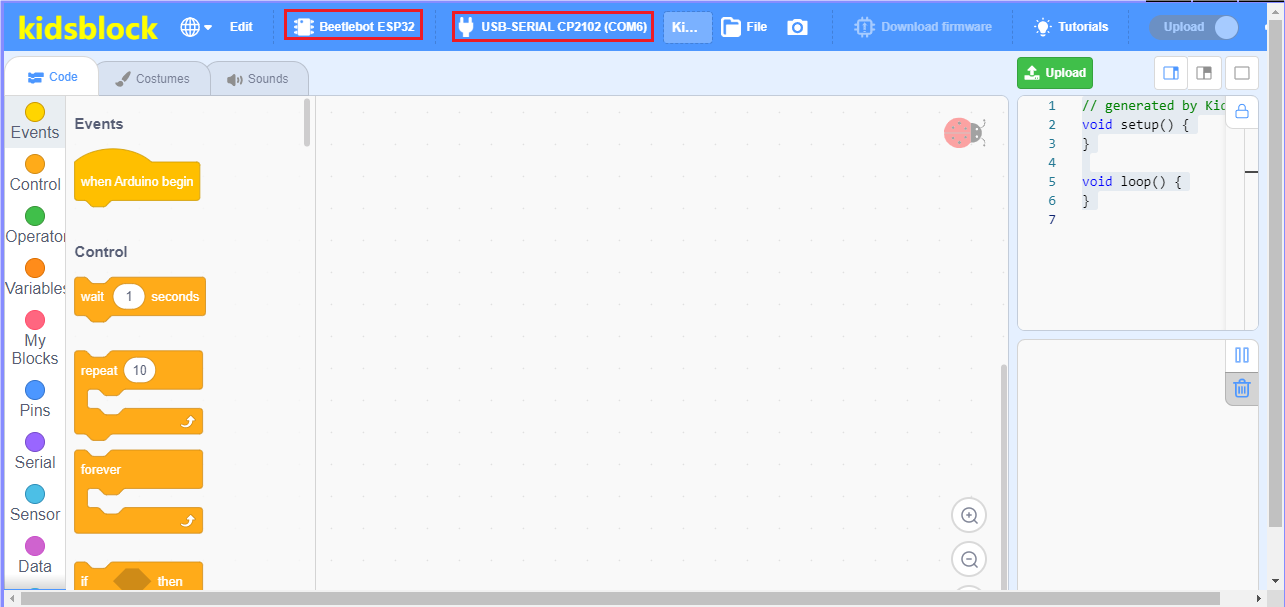 kidsblock Edit Beetlebot ESP32 USB-SERIAL CP2102 (COM6) Ki... File Download firmware Tutorials Upload
Code Costumes Sounds
Upload
Events
Control
Operator
Variables
My
Blocks
Pins
Serial
Sensor
Data
Events
when Arduino begin
Control
wait 1 seconds
repeat 10
forever
if then
1 // generated by Kid
2 void setup() {
3 }
4
5 void loop() {
6 }
7